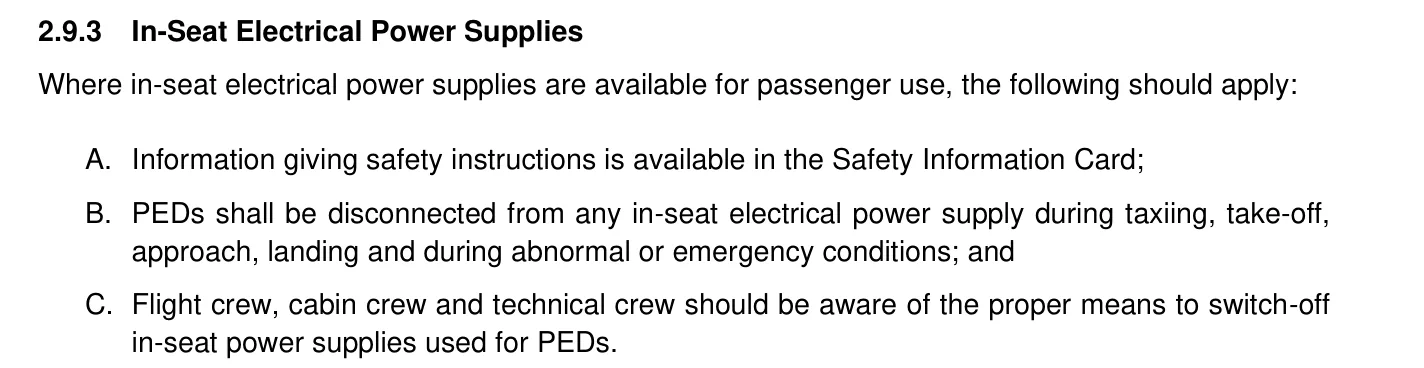 2.9.3 In-Seat Electrical Power Supplies
Where in-seat electrical power supplies are available for passenger use, the following should apply:
A. Information giving safety instructions is available in the Safety Information Card;
B. PEDs shall be disconnected from any in-seat electrical power supply during taxiing, take-off,
approach, landing and during abnormal or emergency conditions; and
C. Flight crew, cabin crew and technical crew should be aware of the proper means to switch-off
in-seat power supplies used for PEDs.